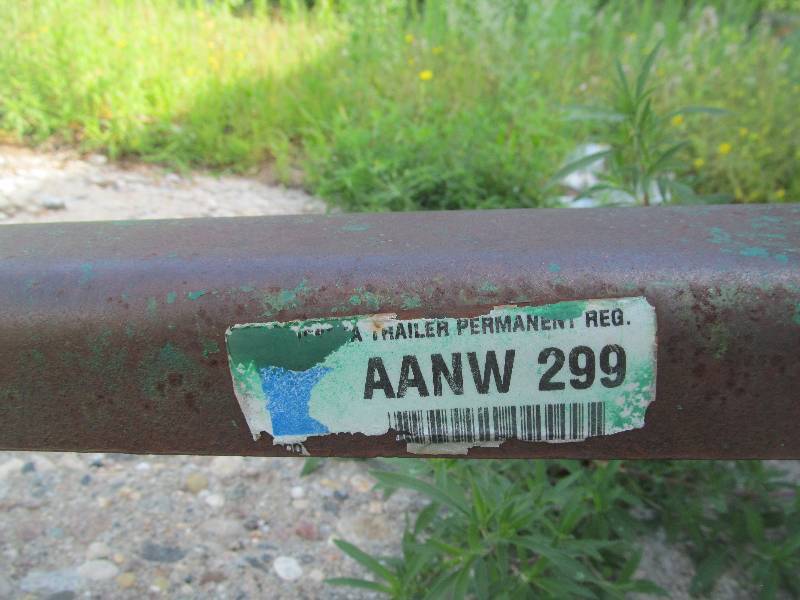 A TRAILER PERMANENT REG.
AANW 299